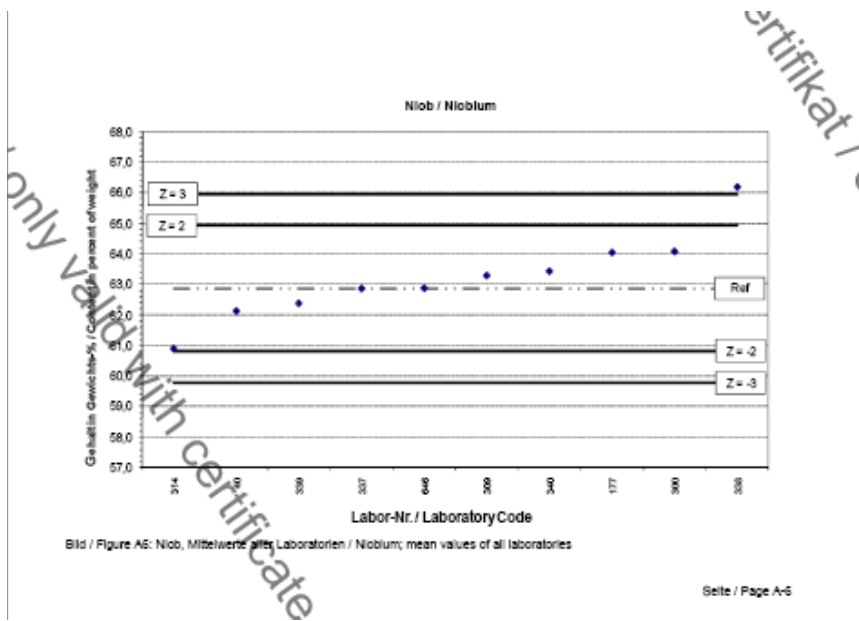 ertifikat / C
only valid with certificate
Niob / Niobium
68,0
67,0
66,0
65,0
64,0
63,0
62,0
61,0
60,0
59,0
58,0
57,0
Z = 3
Z = 2
Ref
Z = -2
Z = -3
Gehalt in Gewichts-% / in percent of weight
314
339
337
646
309
340
177
300
338
Labor-Nr. / Laboratory Code
Bild / Figure A6: Niob, Mittelwerte aller Laboratorien / Niobium; mean values of all laboratories
Seite / Page A-6